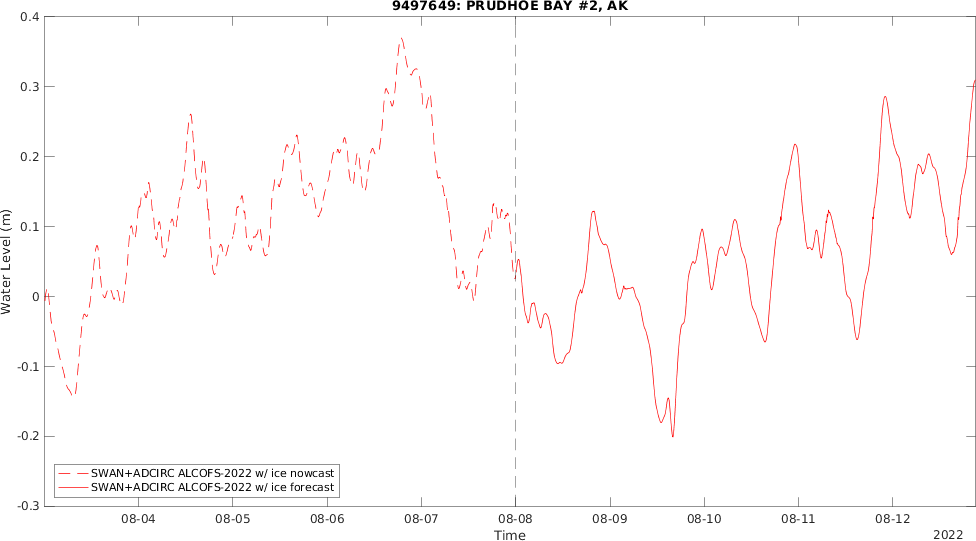 9497649: PRUDHOE BAY #2, AK
0.4
0.3
0.2
0.1
0
-0.1
-0.2
-0.3
Water Level (m)
SWAN+ADCIRC ALCOFS-2022 w/ ice nowcast
SWAN+ADCIRC ALCOFS-2022 w/ ice forecast
08-04 08-05 08-06 08-07 08-08 08-09 08-10 08-11 08-12
Time
2022